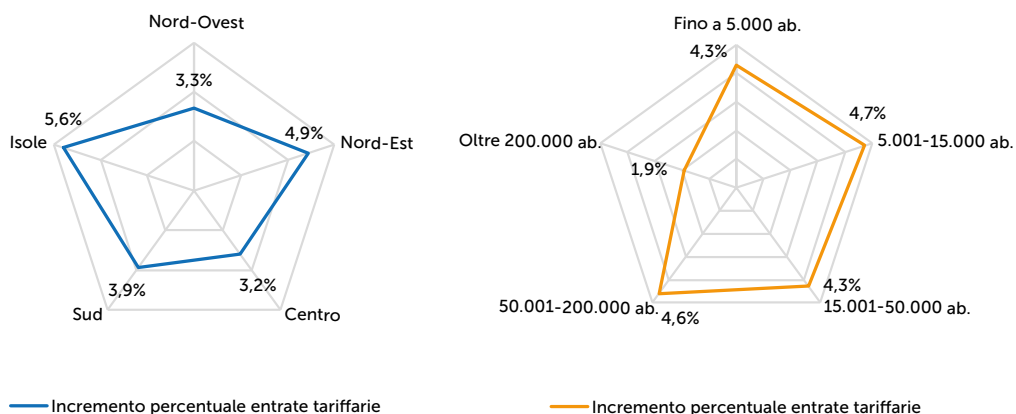 Nord-Ovest
3,3%
5,6%
Isole
4,9%
Nord-Est
3,9%
3,2%
Sud
Centro
Incremento percentuale entrate tariffarie
Fino a 5.000 ab.
4,3%
4,7%
Oltre 200.000 ab.
5.001-15.000 ab.
1,9%
4,3%
50.001-200.000 ab.
15.001-50.000 ab.
4,6%
Incremento percentuale entrate tariffarie